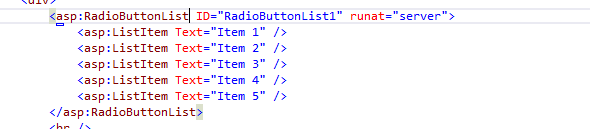 <div>
<asp:RadioButtonList ID="RadioButtonList1" runat="server">
<asp:ListItem Text="Item 1" />
<asp:ListItem Text="Item 2" />
<asp:ListItem Text="Item 3" />
<asp:ListItem Text="Item 4" />
<asp:ListItem Text="Item 5" />
</asp:RadioButtonList>
<hr />